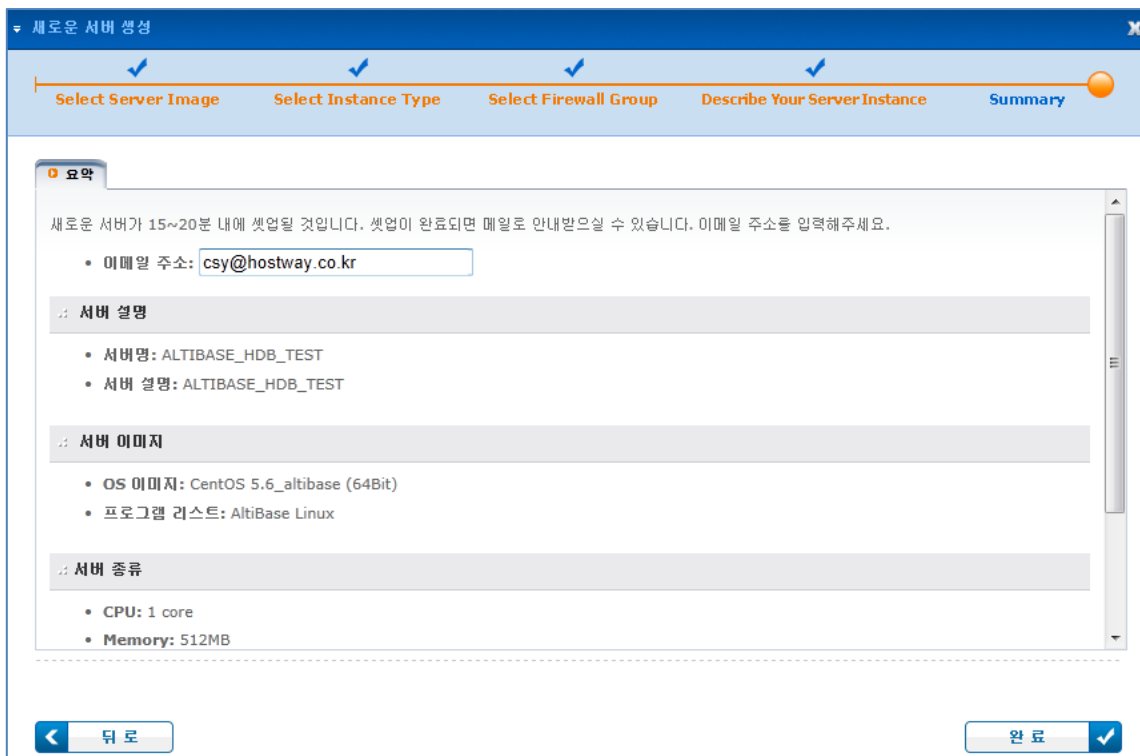 새로운 서버 생성
Select Server Image Select Instance Type Select Firewall Group Describe Your Server Instance Summary
요약
새로운 서버가 15~20분 내에 셋업될 것입니다. 셋업이 완료되면 메일로 안내받으실 수 있습니다. 이메일 주소를 입력해주세요.
• 이메일 주소: csy@hostway.co.kr
.: 서버 설명
• 서버명: ALTIBASE_HDB_TEST
• 서버 설명: ALTIBASE_HDB_TEST
.: 서버 이미지
• OS 이미지: CentOS 5.6_altibase (64Bit)
• 프로그램 리스트: AltiBase Linux
.: 서버 종류
• CPU: 1 core
• Memory: 512MB
뒤로 완료